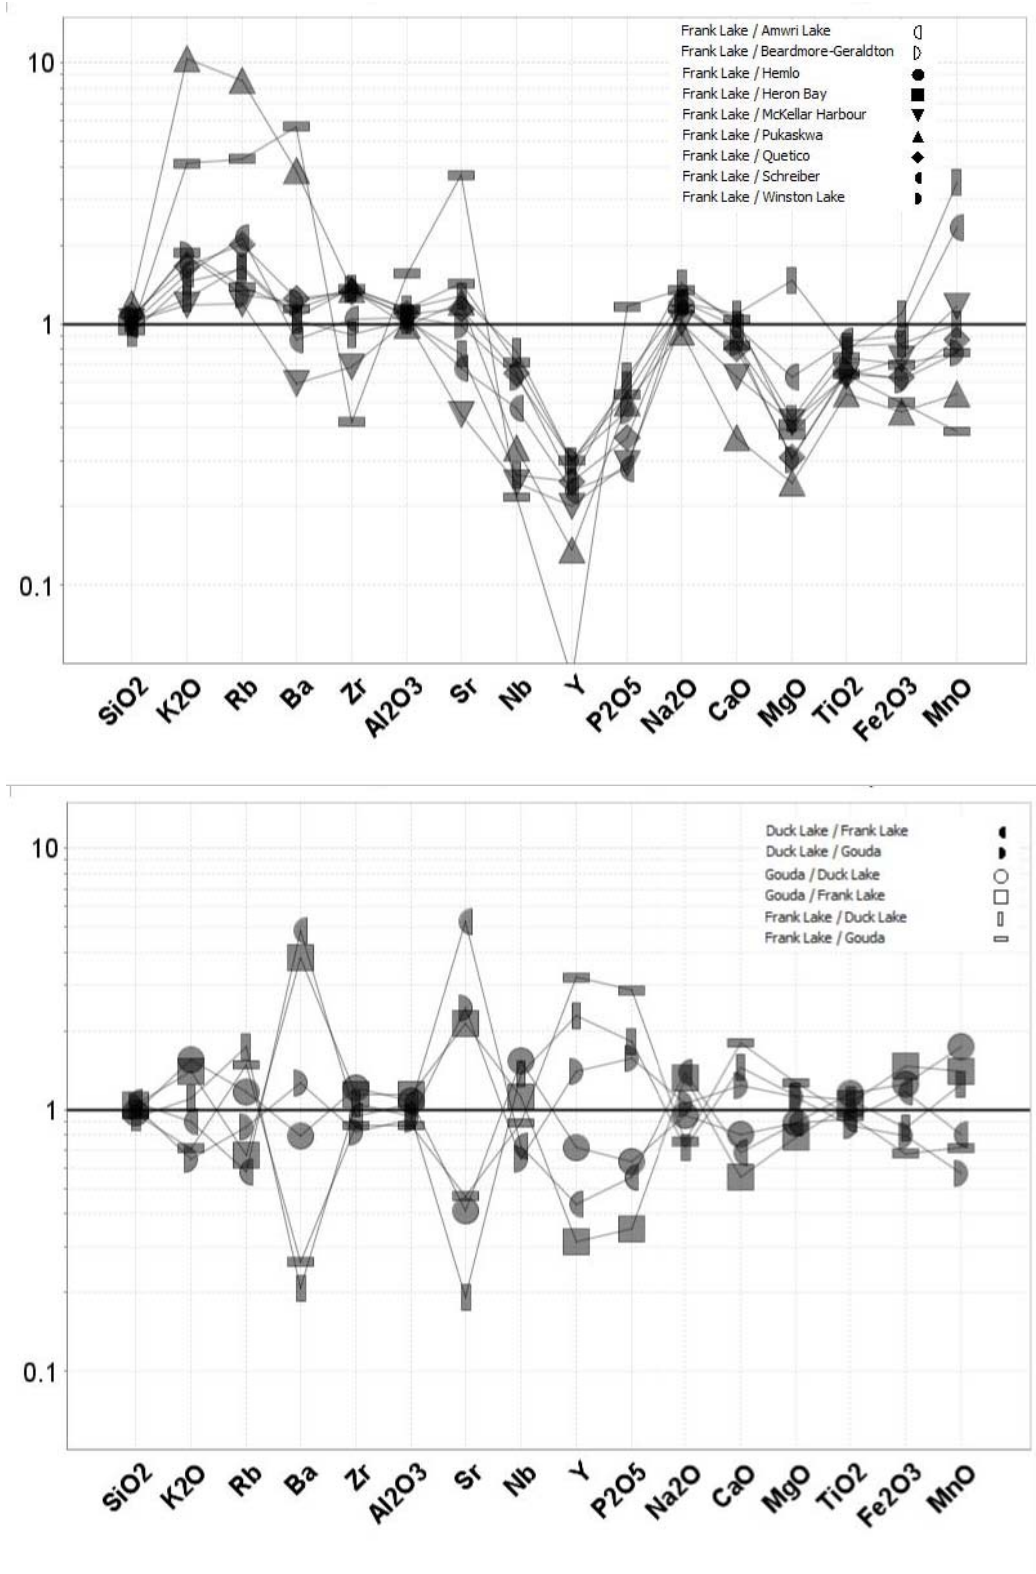 Frank Lake / Amwri Lake
Frank Lake / Beardmore-Geraldton
Frank Lake / Hemlo
Frank Lake / Heron Bay
Frank Lake / McKellar Harbour
Frank Lake / Pukaskwa
Frank Lake / Quetico
Frank Lake / Schreiber
Frank Lake / Winston Lake
10
1
0.1
SiO2 K2O Rb Ba Zr Al2O3 Sr Nb Y P2O5 Na2O CaO MgO TiO2 Fe2O3 MnO
Duck Lake / Frank Lake
Duck Lake / Gouda
Gouda / Duck Lake
Gouda / Frank Lake
Frank Lake / Duck Lake
Frank Lake / Gouda
10
1
0.1
SiO2 K2O Rb Ba Zr Al2O3 Sr Nb Y P2O5 Na2O CaO MgO TiO2 Fe2O3 MnO